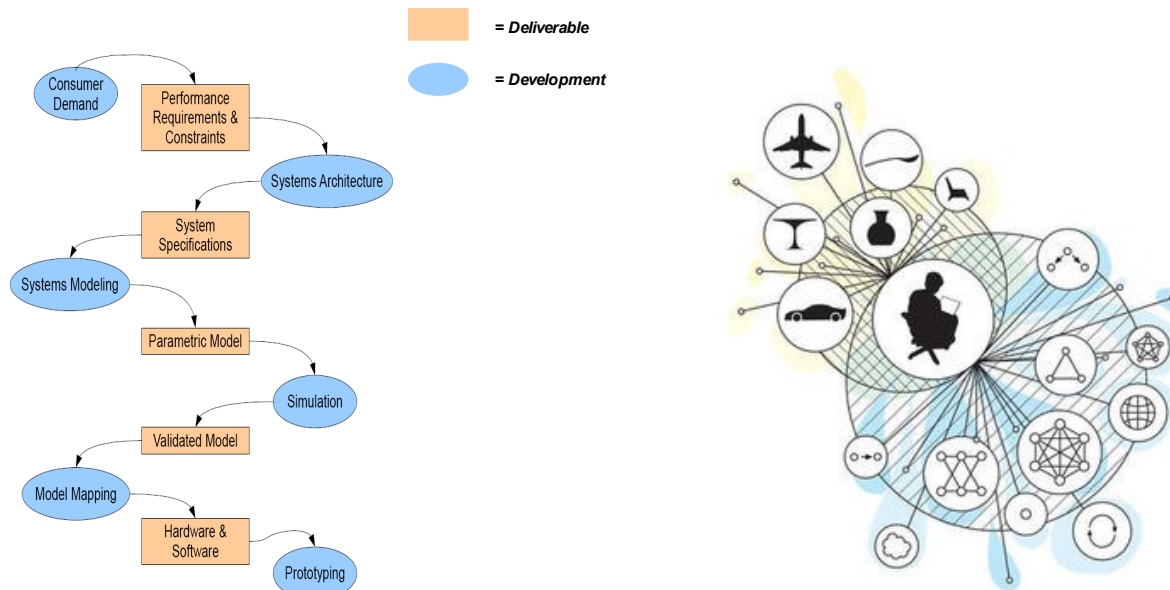 = Deliverable
= Development
Consumer
Demand
Performance
Requirements &
Constraints
Systems Architecture
System
Specifications
Systems Modeling
Parametric Model
Simulation
Validated Model
Model Mapping
Hardware &
Software
Prototyping